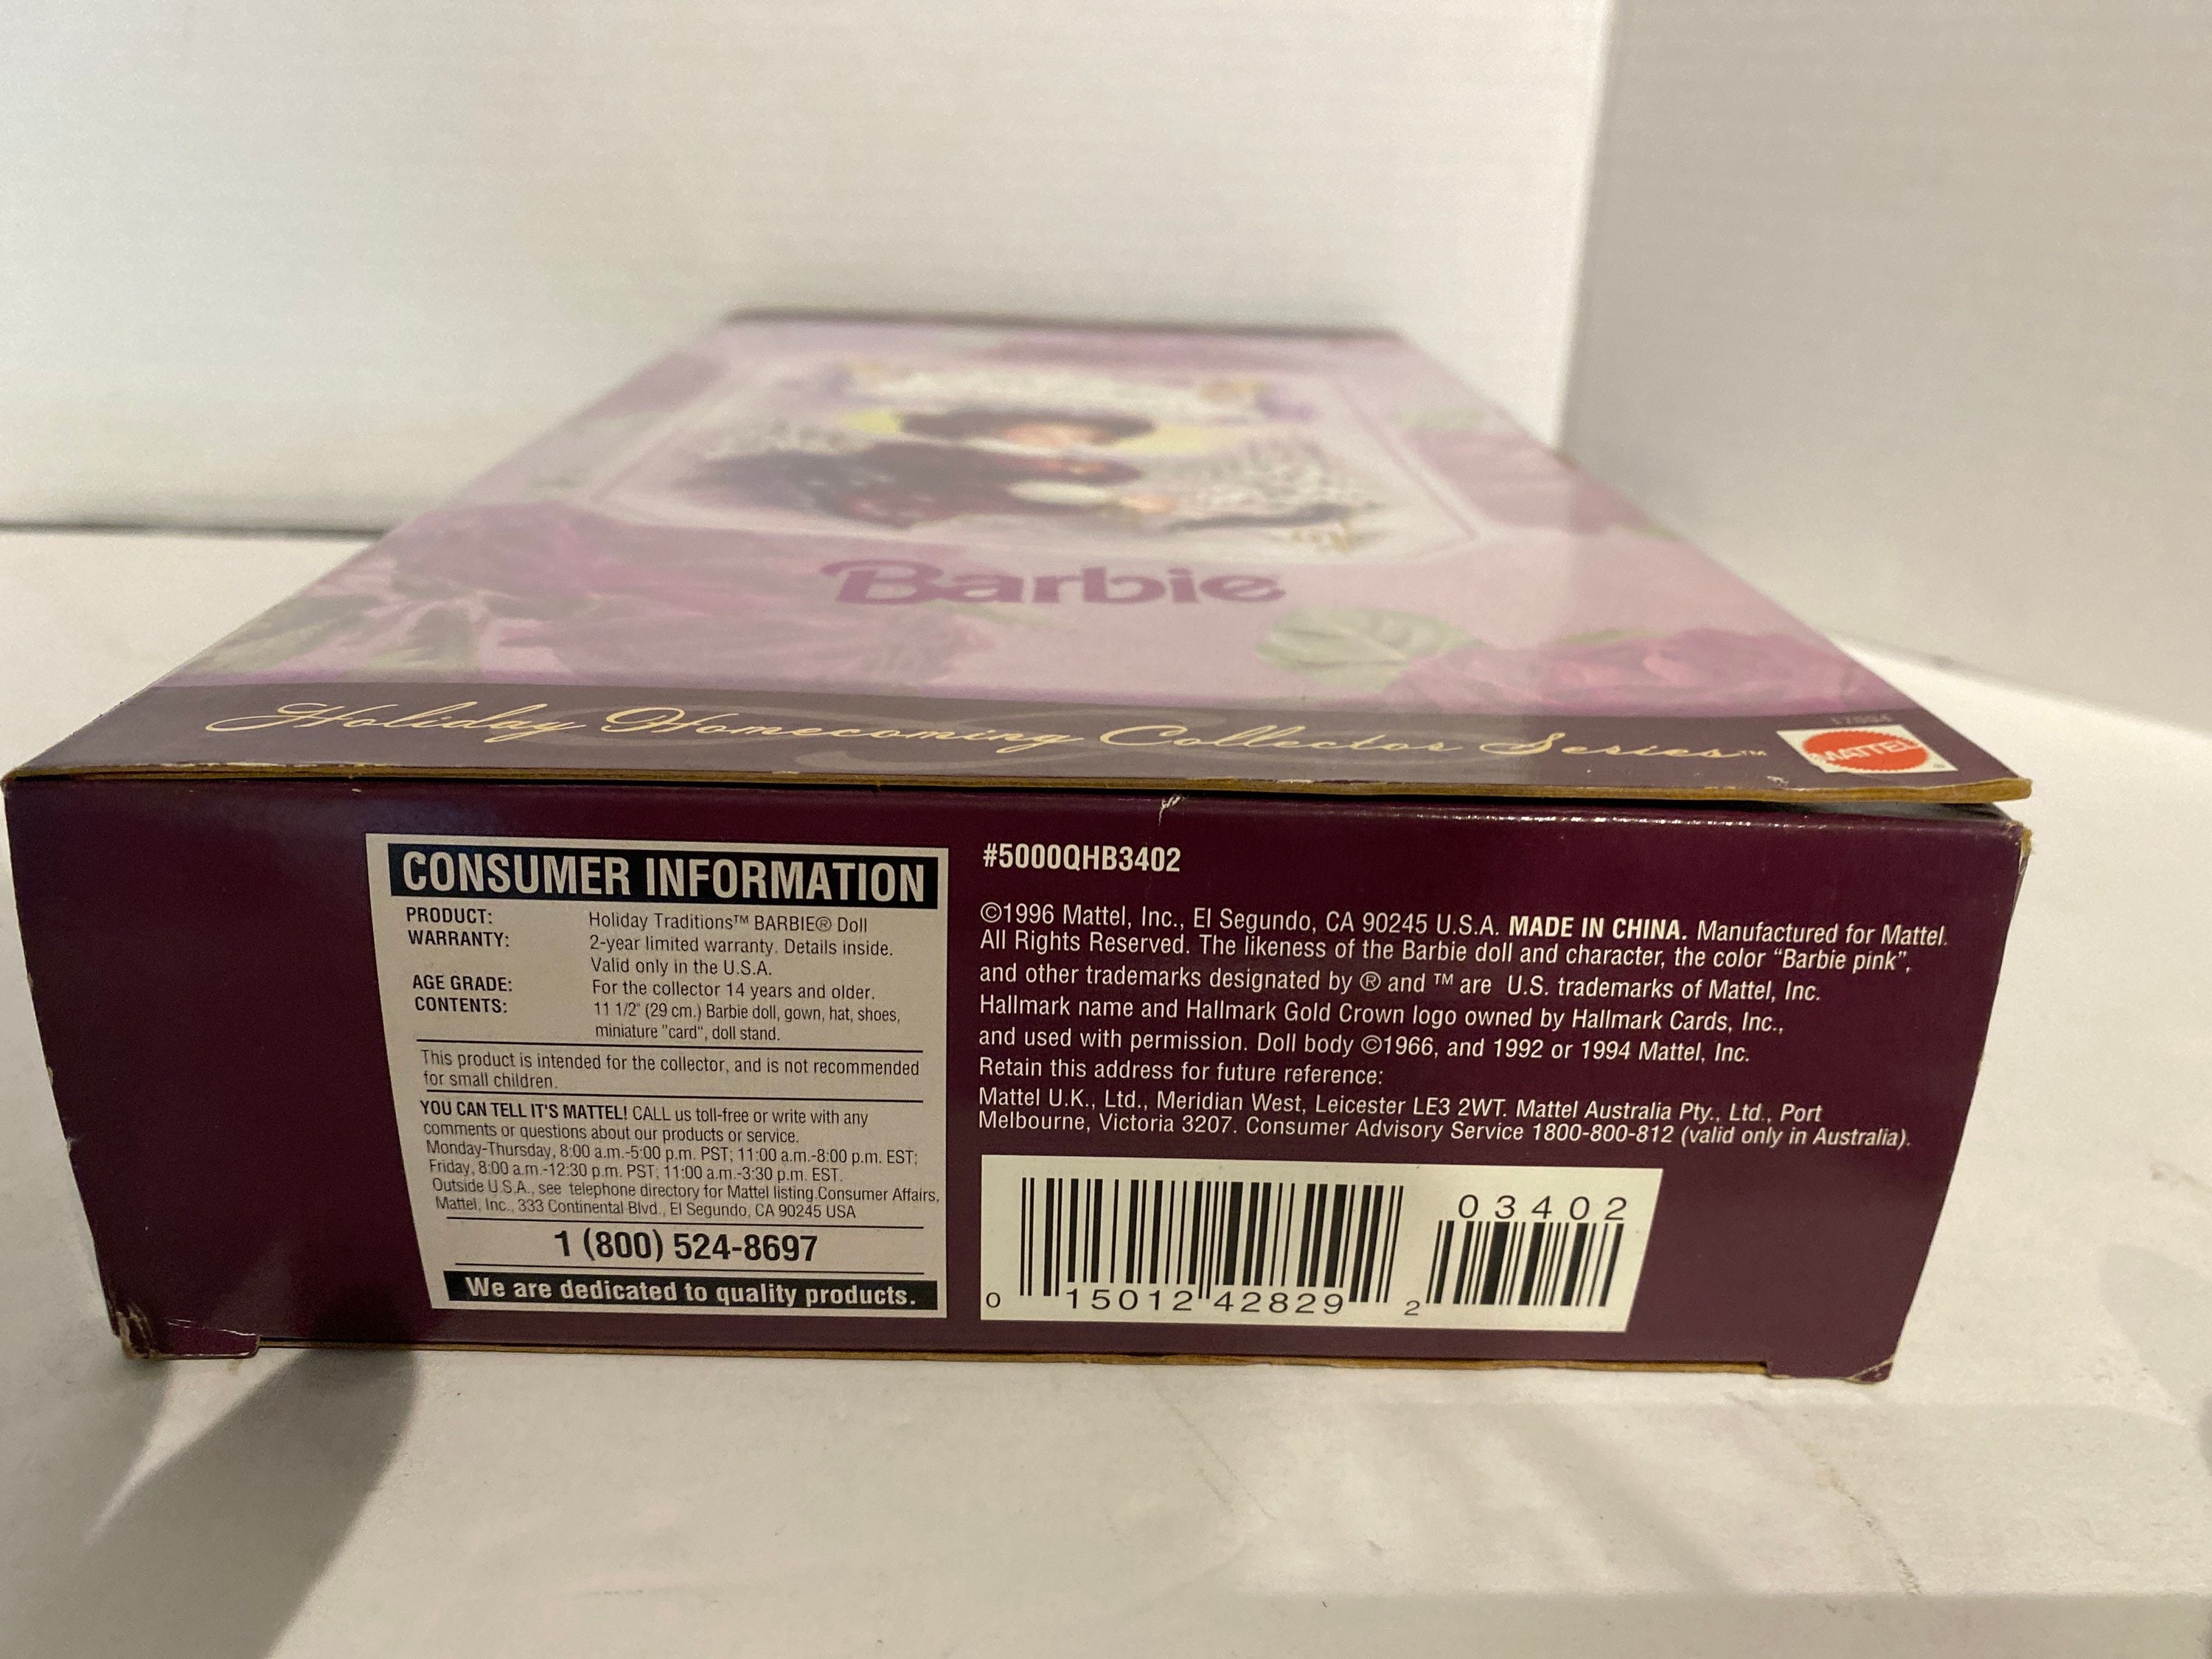 Barbie
Holiday Homecoming Collector Series™
MATTEL
®
CONSUMER INFORMATION
PRODUCT: Holiday Traditions™ BARBIE® Doll
WARRANTY: 2-year limited warranty. Details inside.
Valid only in the U.S.A.
AGE GRADE: For the collector 14 years and older.
CONTENTS: 11 1/2" (29 cm.) Barbie doll, gown, hat, shoes,
miniature "card", doll stand.
This product is intended for the collector, and is not recommended
for small children.
YOU CAN TELL IT'S MATTEL! CALL us toll-free or write with any
comments or questions about our products or service.
Monday-Thursday, 8:00 a.m.-5:00 p.m. PST; 11:00 a.m.-8:00 p.m. EST;
Friday, 8:00 a.m.-12:30 p.m. PST; 11:00 a.m.-3:30 p.m. EST.
Outside U.S.A., see telephone directory for Mattel listing.Consumer Affairs,
Mattel, Inc., 333 Continental Blvd., El Segundo, CA 90245 USA
1 (800) 524-8697
We are dedicated to quality products.
#5000QHB3402
©1996 Mattel, Inc., El Segundo, CA 90245 U.S.A. MADE IN CHINA. Manufactured for Mattel.
All Rights Reserved. The likeness of the Barbie doll and character, the color "Barbie pink",
and other trademarks designated by ® and ™ are U.S. trademarks of Mattel, Inc.
Hallmark name and Hallmark Gold Crown logo owned by Hallmark Cards, Inc.,
and used with permission. Doll body ©1966, and 1992 or 1994 Mattel, Inc.
Retain this address for future reference:
Mattel U.K., Ltd., Meridian West, Leicester LE3 2WT. Mattel Australia Pty., Ltd., Port
Melbourne, Victoria 3207. Consumer Advisory Service 1800-800-812 (valid only in Australia).
03402
0 15012 42829 2